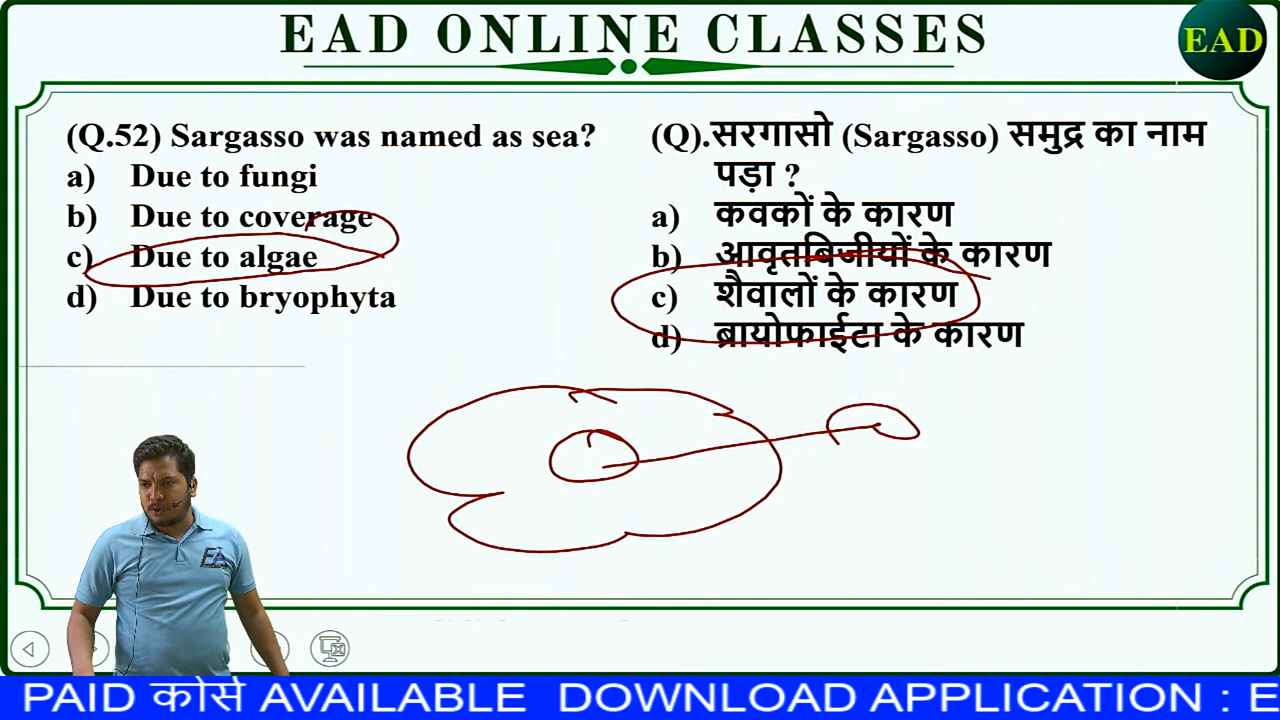 EAD ONLINE CLASSES
EAD
(Q.52) Sargasso was named as sea?
a) Due to fungi
b) Due to coverage
c) Due to algae
d) Due to bryophyta
(Q).सरगासो (Sargasso) समुद्र का नाम
पड़ा ?
a) कवकों के कारण
b) आवृतबिजीयों के कारण
c) शैवालों के कारण
d) ब्रायोफाईटा के कारण
PAID कोर्स AVAILABLE DOWNLOAD APPLICATION : E